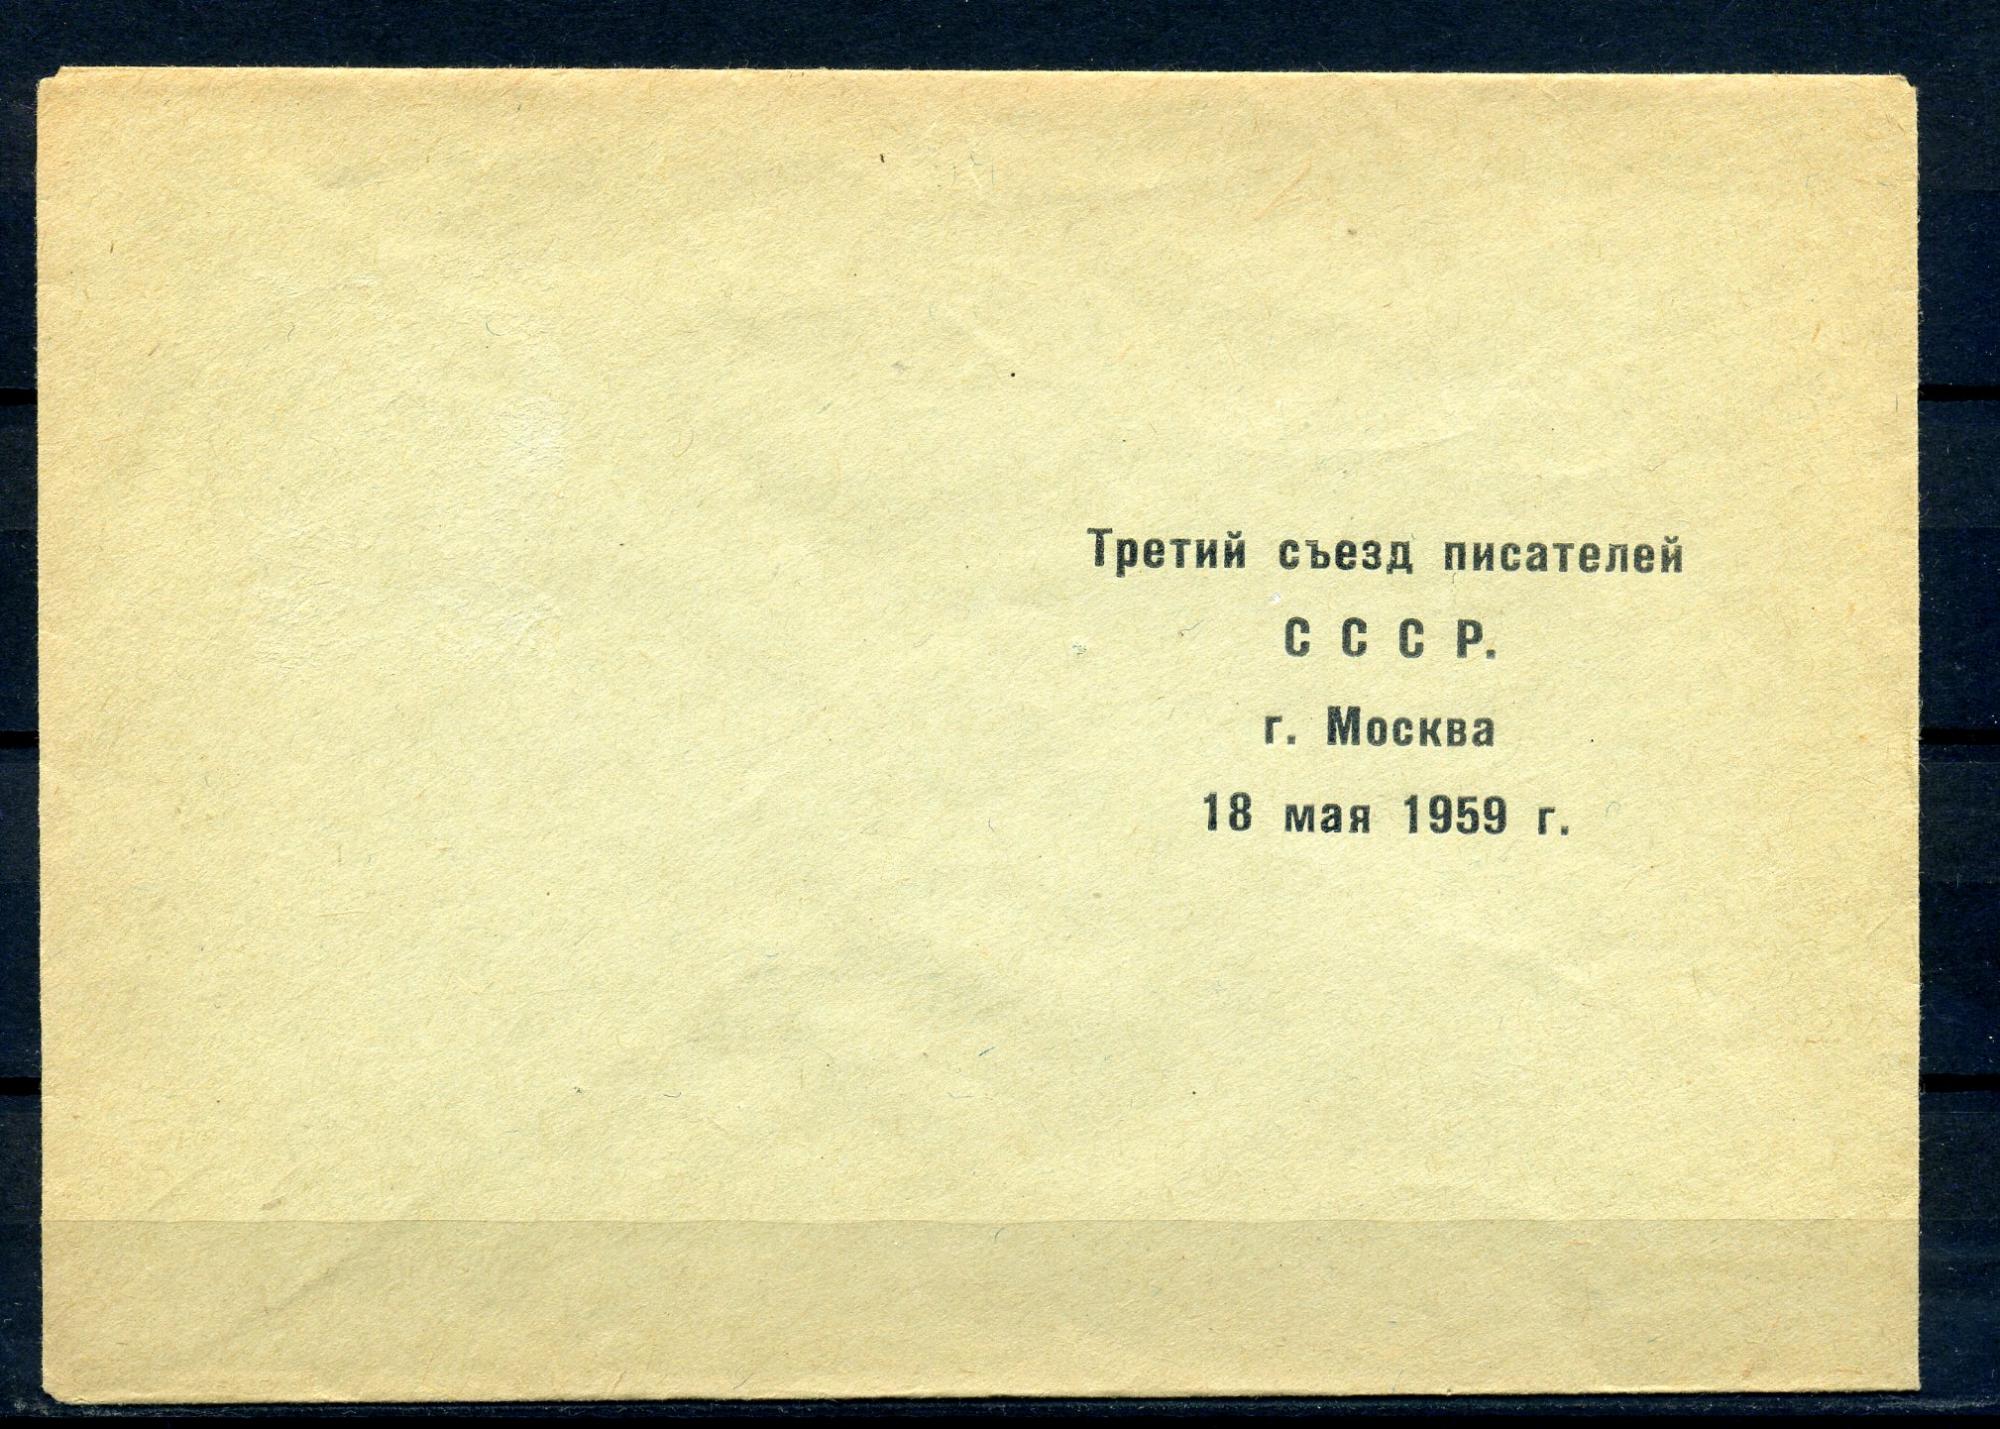 Третий съезд писателей
С С С Р.
г. Москва
18 мая 1959 г.